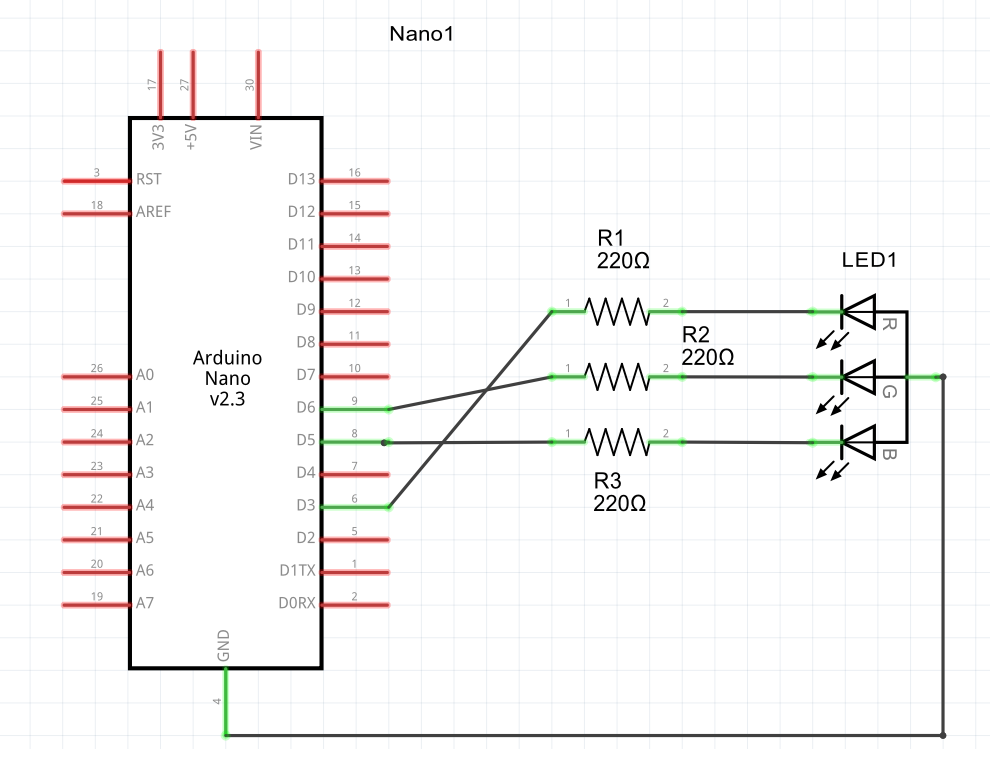 Nano1
17
27
30
3V3
+5V
VIN
3
RST
D13
16
18
AREF
D12
15
D11
14
D10
13
D9
12
D8
11
26
A0
D7
10
25
A1
D6
9
24
A2
D5
8
23
A3
D4
7
22
A4
D3
6
21
A5
D2
5
20
A6
D1TX
1
19
A7
D0RX
2
Arduino
Nano
v2.3
GND
4
R1
220Ω
1
2
R2
220Ω
1
2
1
2
R3
220Ω
LED1
R
G
B